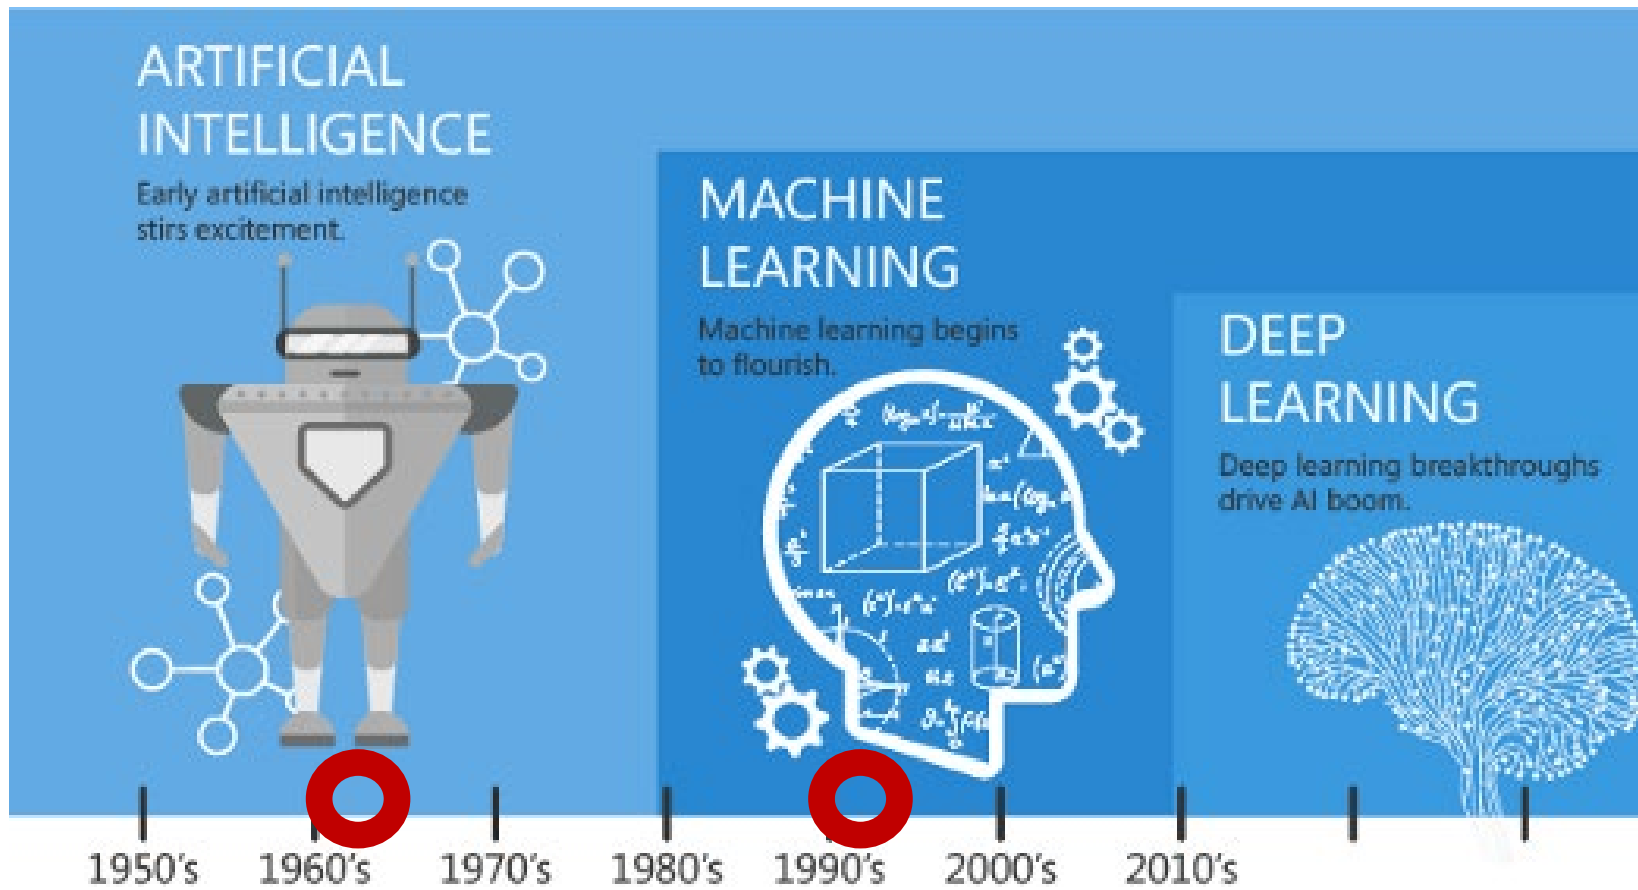 ARTIFICIAL
INTELLIGENCE
Early artificial intelligence
stirs excitement.
MACHINE
LEARNING
Machine learning begins
to flourish.
DEEP
LEARNING
Deep learning breakthroughs
drive AI boom.
1950's 1960's 1970's 1980's 1990's 2000's 2010's